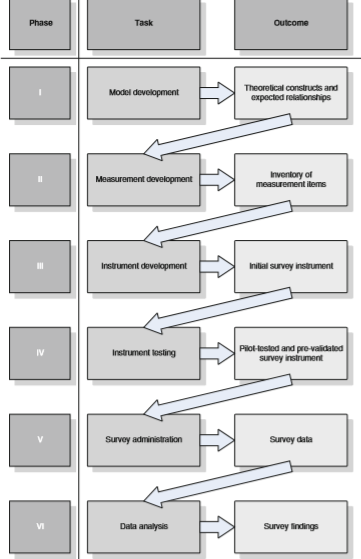 Phase
Task
Outcome
I
Model development
Theoretical constructs and
expected relationships
II
Measurement development
Inventory of
measurement items
III
Instrument development
Initial survey instrument
IV
Instrument testing
Pilot-tested and pre-validated
survey instrument
V
Survey administration
Survey data
VI
Data analysis
Survey findings